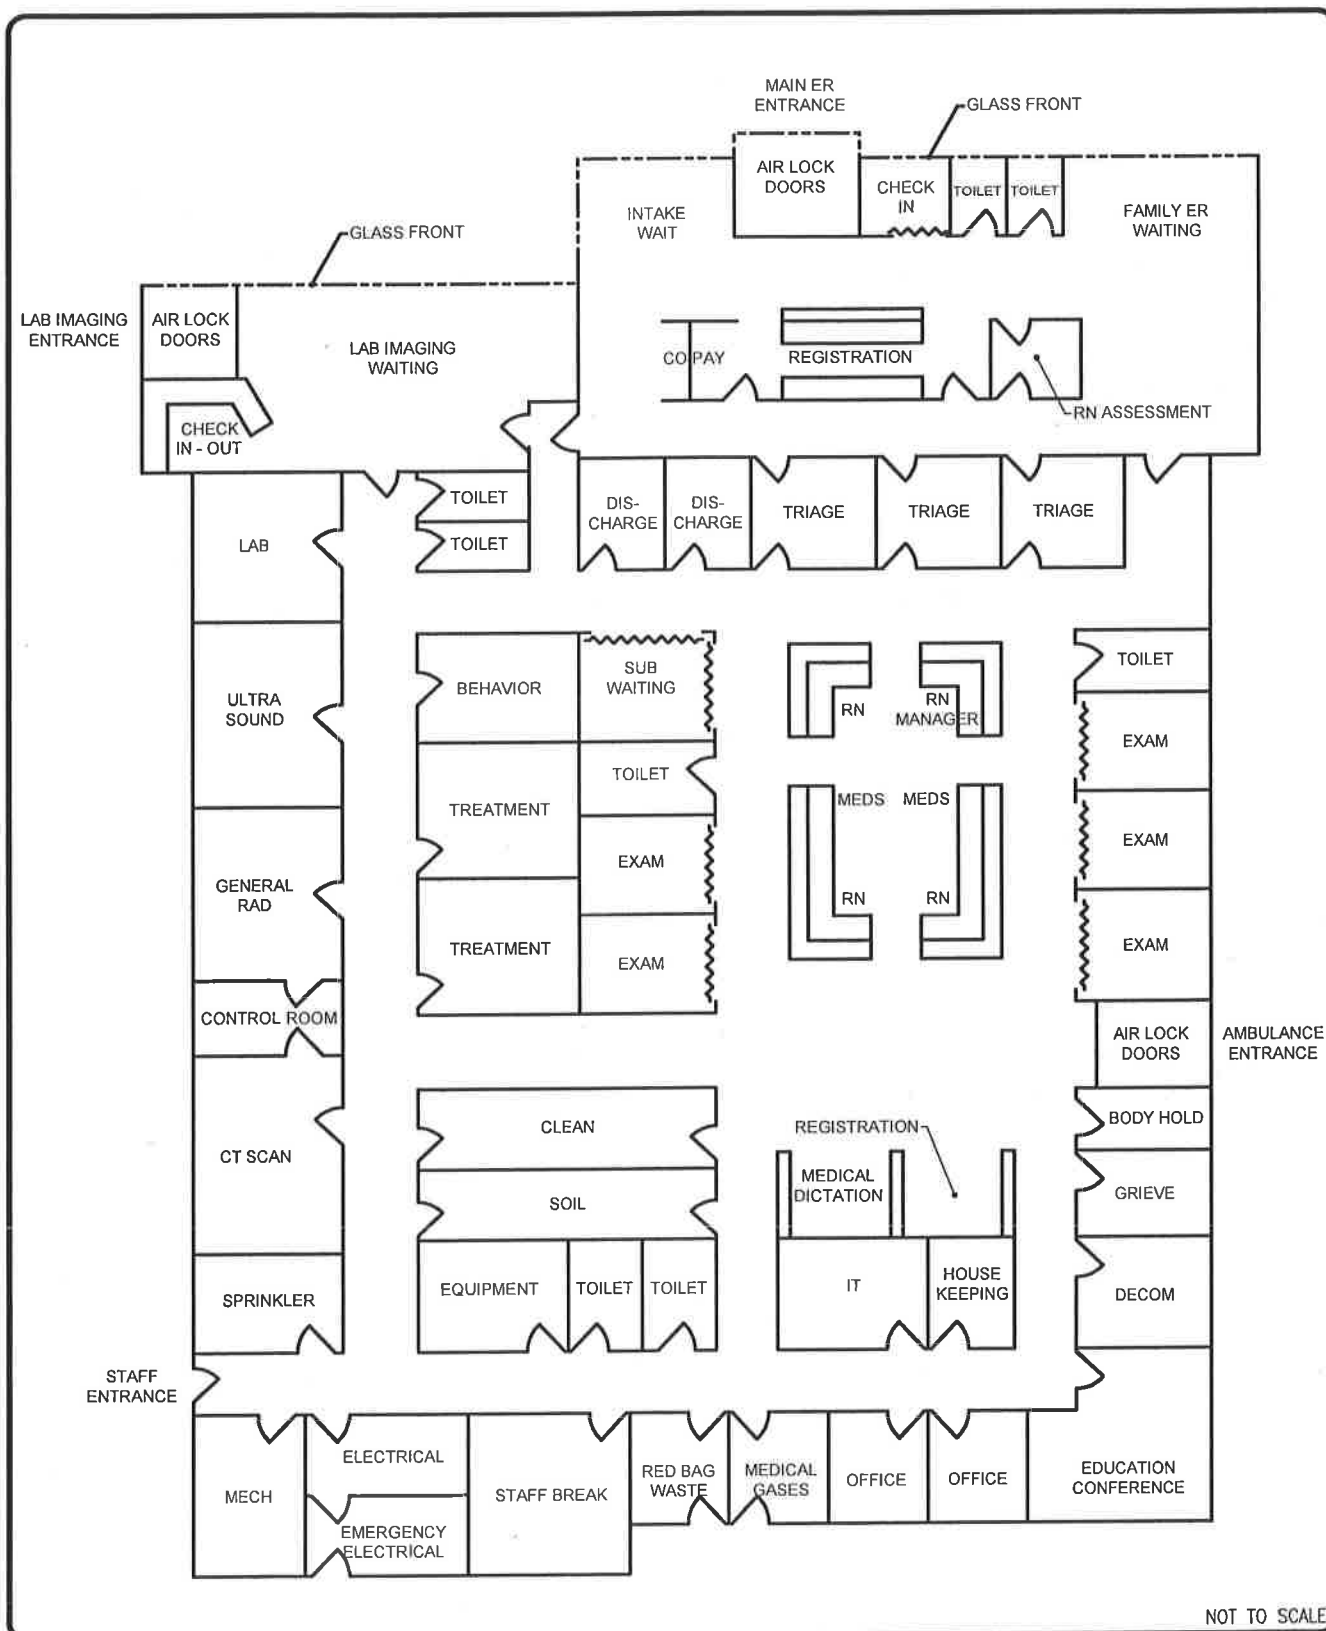 MAIN ER
ENTRANCE
GLASS FRONT
AIR LOCK
DOORS
CHECK
IN
TOILET
TOILET
INTAKE
WAIT
FAMILY ER
WAITING
GLASS FRONT
LAB IMAGING
ENTRANCE
AIR LOCK
DOORS
LAB IMAGING
WAITING
CO PAY
REGISTRATION
RN ASSESSMENT
CHECK
IN - OUT
TOILET
TOILET
DIS-
CHARGE
DIS-
CHARGE
TRIAGE
TRIAGE
TRIAGE
LAB
ULTRA
SOUND
BEHAVIOR
SUB
WAITING
RN
RN
MANAGER
TOILET
EXAM
TREATMENT
TOILET
MEDS
MEDS
EXAM
GENERAL
RAD
EXAM
RN
RN
TREATMENT
EXAM
EXAM
CONTROL ROOM
AIR LOCK
DOORS
AMBULANCE
ENTRANCE
CT SCAN
CLEAN
REGISTRATION
BODY HOLD
SOIL
MEDICAL
DICTATION
GRIEVE
SPRINKLER
EQUIPMENT
TOILET
TOILET
IT
HOUSE
KEEPING
DECOM
STAFF
ENTRANCE
MECH
ELECTRICAL
EMERGENCY
ELECTRICAL
STAFF BREAK
RED BAG
WASTE
MEDICAL
GASES
OFFICE
OFFICE
EDUCATION
CONFERENCE
NOT TO SCALE